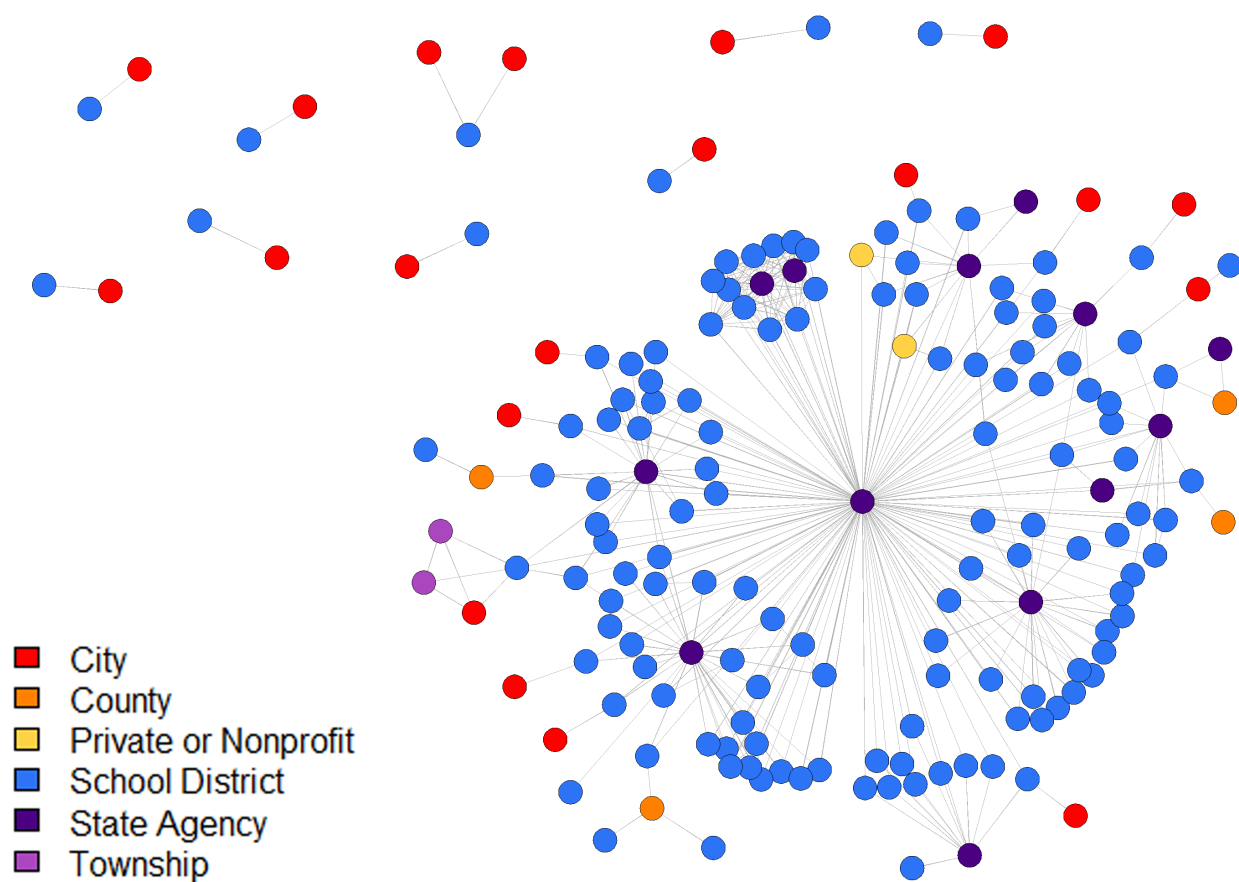 City
County
Private or Nonprofit
School District
State Agency
Township